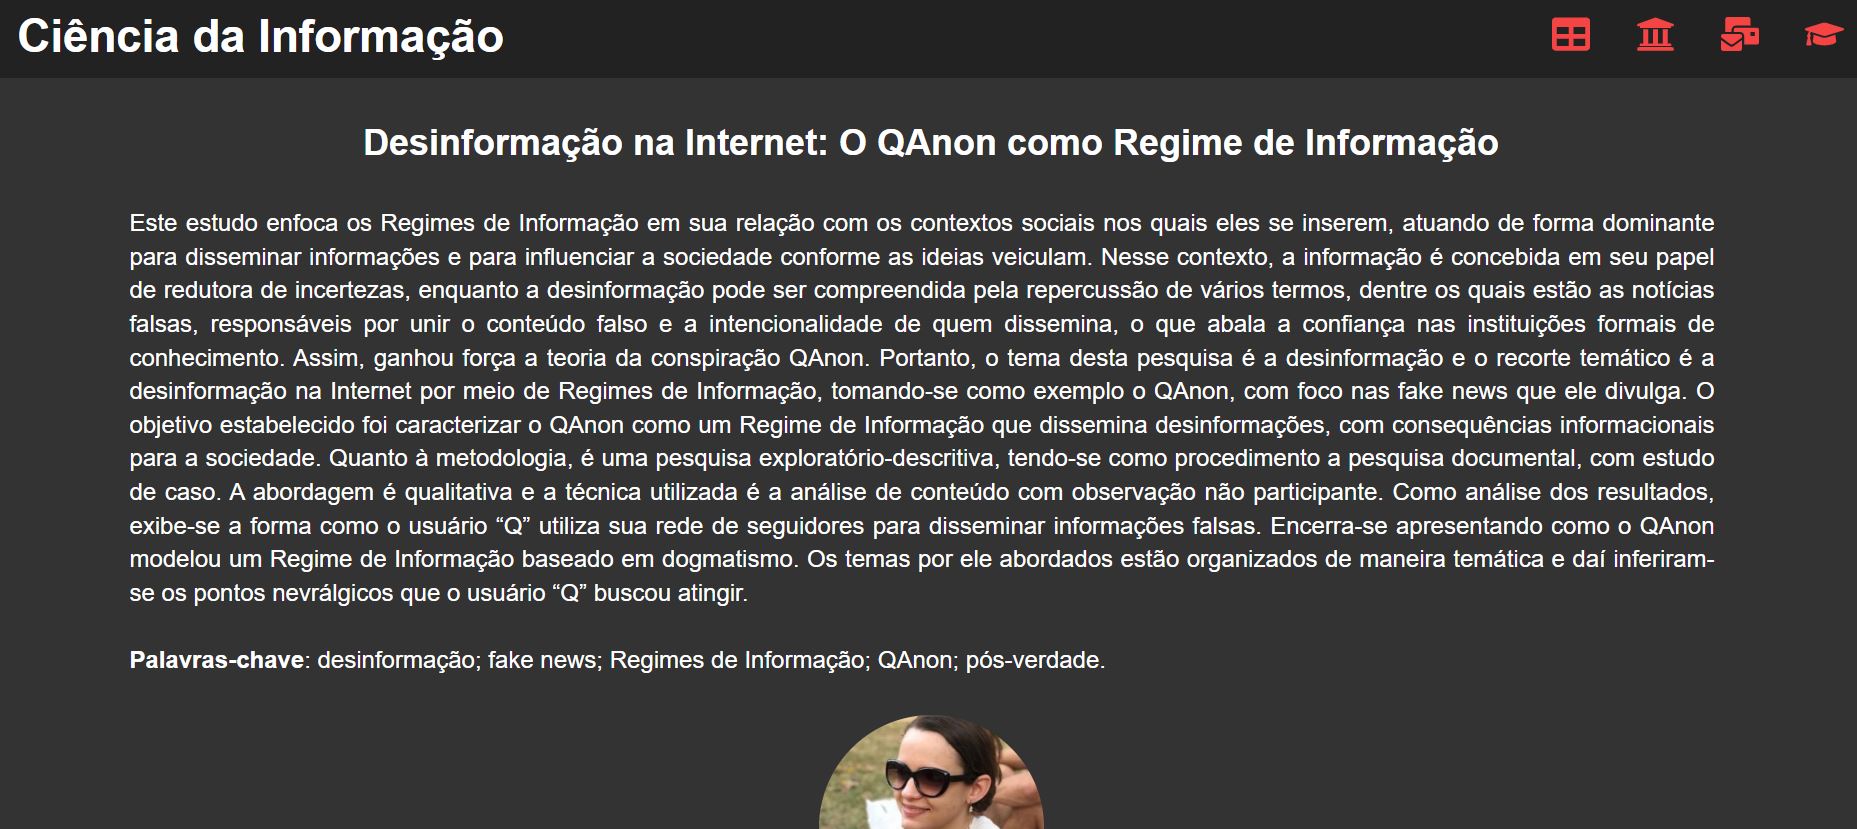 Ciência da Informação
Desinformação na Internet: O QAnon como Regime de Informação
Este estudo enfoca os Regimes de Informação em sua relação com os contextos sociais nos quais eles se inserem, atuando de forma dominante
para disseminar informações e para influenciar a sociedade conforme as ideias veiculam. Nesse contexto, a informação é concebida em seu papel
de redutora de incertezas, enquanto a desinformação pode ser compreendida pela repercussão de vários termos, dentre os quais estão as notícias
falsas, responsáveis por unir o conteúdo falso e a intencionalidade de quem dissemina, o que abala a confiança nas instituições formais de
conhecimento. Assim, ganhou força a teoria da conspiração QAnon. Portanto, o tema desta pesquisa é a desinformação e o recorte temático é a
desinformação na Internet por meio de Regimes de Informação, tomando-se como exemplo o QAnon, com foco nas fake news que ele divulga. O
objetivo estabelecido foi caracterizar o QAnon como um Regime de Informação que dissemina desinformações, com consequências informacionais
para a sociedade. Quanto à metodologia, é uma pesquisa exploratório-descritiva, tendo-se como procedimento a pesquisa documental, com estudo
de caso. A abordagem é qualitativa e a técnica utilizada é a análise de conteúdo com observação não participante. Como análise dos resultados,
exibe-se a forma como o usuário “Q” utiliza sua rede de seguidores para disseminar informações falsas. Encerra-se apresentando como o QAnon
modelou um Regime de Informação baseado em dogmatismo. Os temas por ele abordados estão organizados de maneira temática e daí inferiram-
se os pontos nevrálgicos que o usuário “Q” buscou atingir.
Palavras-chave: desinformação; fake news; Regimes de Informação; QAnon; pós-verdade.